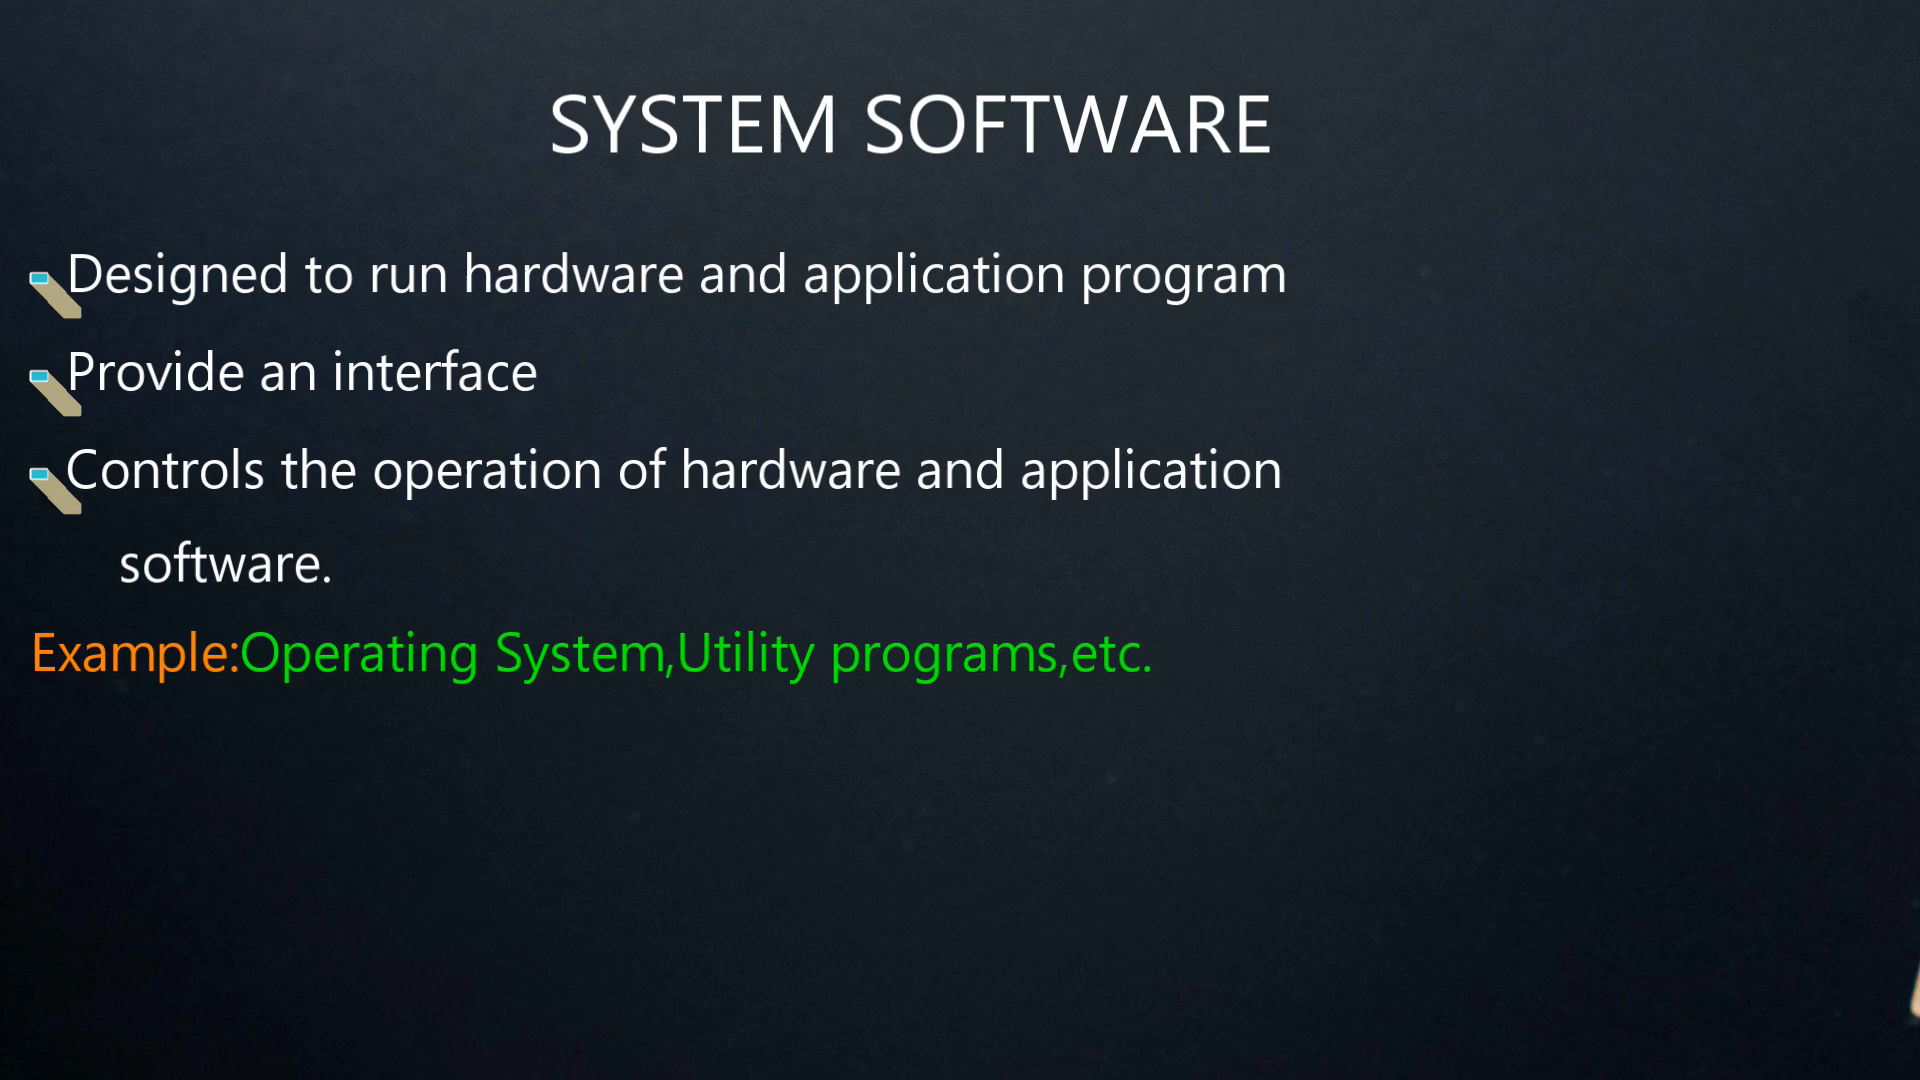 SYSTEM SOFTWARE
Designed to run hardware and application program
Provide an interface
Controls the operation of hardware and application
software.
Example:Operating System,Utility programs,etc.